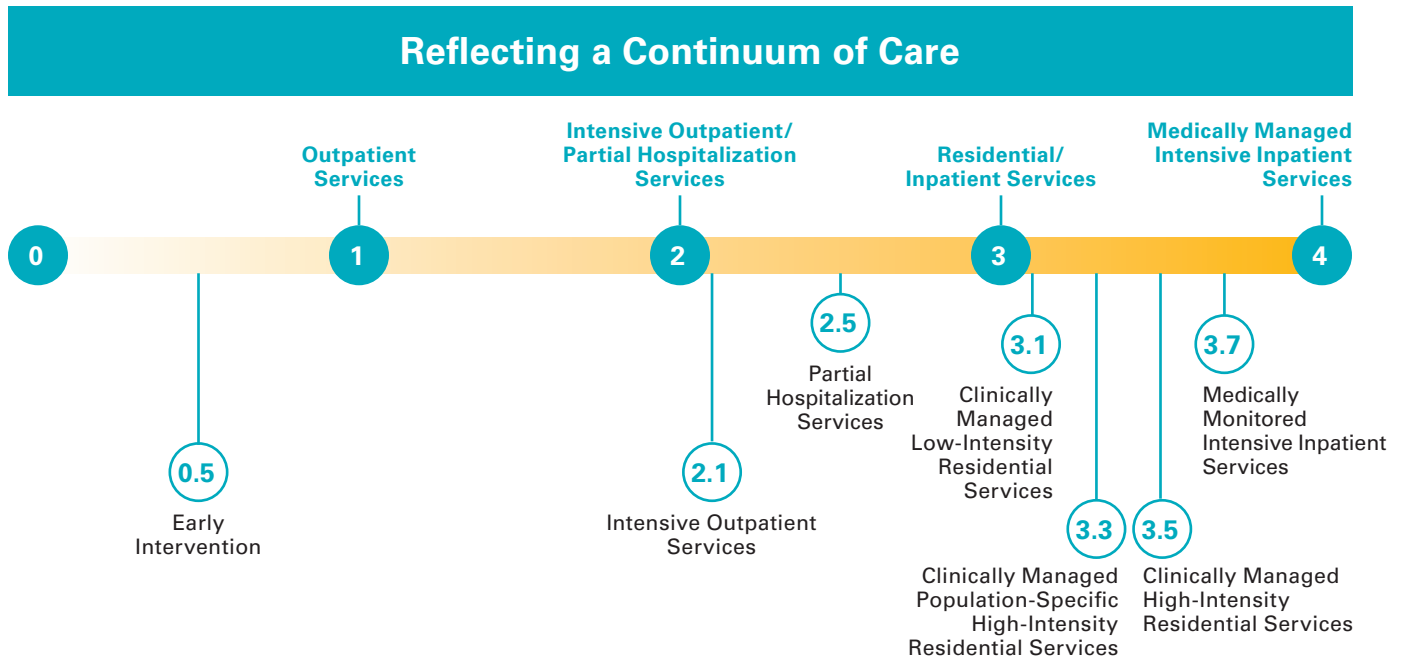 Reflecting a Continuum of Care
Outpatient
Services
Intensive Outpatient/
Partial Hospitalization
Services
Residential/
Inpatient Services
Medically Managed
Intensive Inpatient
Services
0
1
2
3
4
0.5
Early
Intervention
2.1
Intensive Outpatient
Services
2.5
Partial
Hospitalization
Services
3.1
Clinically
Managed
Low-Intensity
Residential
Services
3.3
Clinically Managed
Population-Specific
High-Intensity
Residential Services
3.5
Clinically Managed
High-Intensity
Residential Services
3.7
Medically
Monitored
Intensive Inpatient
Services